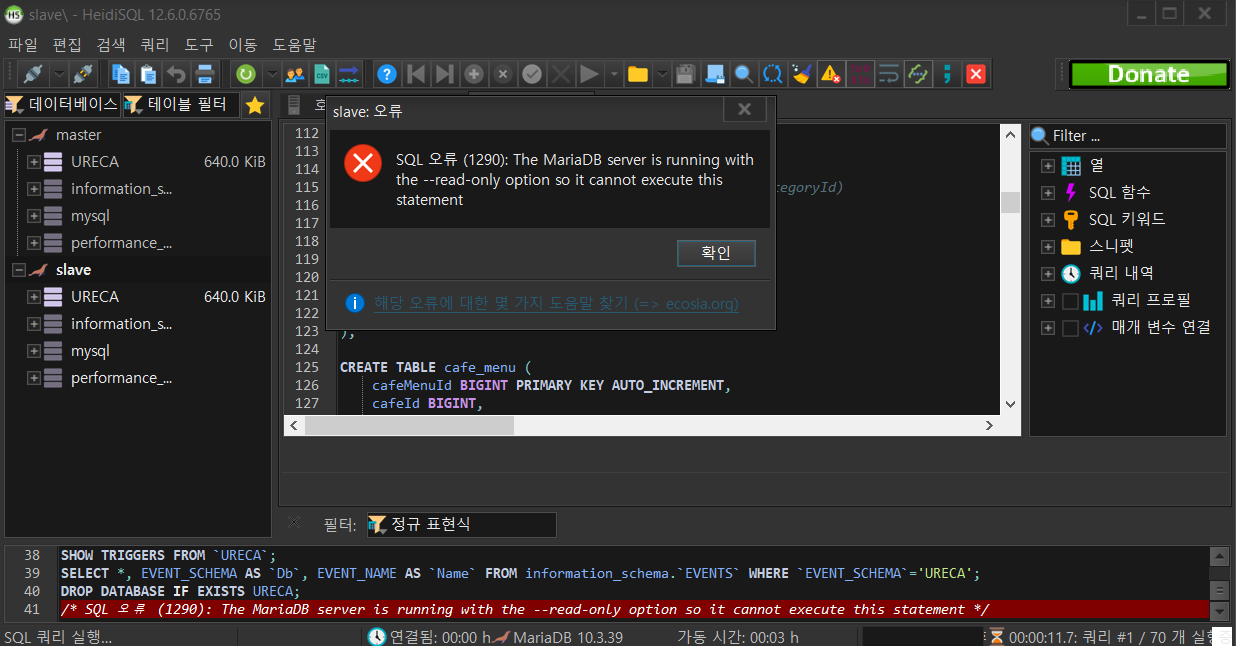 slave\ - HeidiSQL 12.6.0.6765
파일 편집 검색 쿼리 도구 이동 도움말
CSV
Donate
데이터베이스 테이블 필터
slave: 오류
Filter ...
master
URECA 640.0 KiB
information_s...
mysql
performance_...
slave
URECA 640.0 KiB
information_s...
mysql
performance_...
SQL 오류 (1290): The MariaDB server is running with
the --read-only option so it cannot execute this
statement
확인
해당 오류에 대한 몇 가지 도움말 찾기 (=> ecosia.org)
112
113
114
115 tegoryId)
116
117
118
119
120
121
122
123 );
124
125 CREATE TABLE cafe_menu (
126 cafeMenuId BIGINT PRIMARY KEY AUTO_INCREMENT,
127 cafeId BIGINT,
열
SQL 함수
SQL 키워드
스니펫
쿼리 내역
쿼리 프로필
매개 변수 연결
필터: 정규 표현식
38 SHOW TRIGGERS FROM `URECA`;
39 SELECT *, EVENT_SCHEMA AS `Db`, EVENT_NAME AS `Name` FROM information_schema.`EVENTS` WHERE `EVENT_SCHEMA`='URECA';
40 DROP DATABASE IF EXISTS URECA;
41 /* SQL 오류 (1290): The MariaDB server is running with the --read-only option so it cannot execute this statement */
SQL 쿼리 실행... 연결됨: 00:00 h MariaDB 10.3.39 가동 시간: 00:03 h 00:00:11.7: 쿼리 #1 / 70 개 실행중